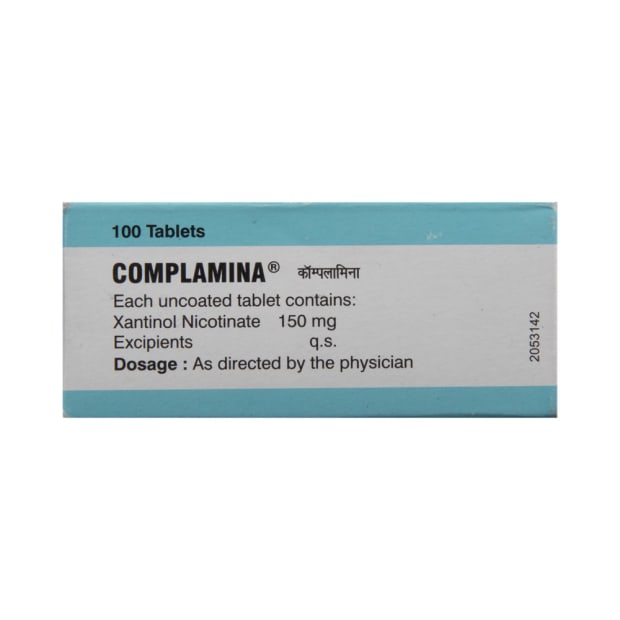 100 Tablets
COMPLAMINA® कॉम्पलामिना
Each uncoated tablet contains:
Xantinol Nicotinate 150 mg
Excipients q.s.
Dosage : As directed by the physician
2053142